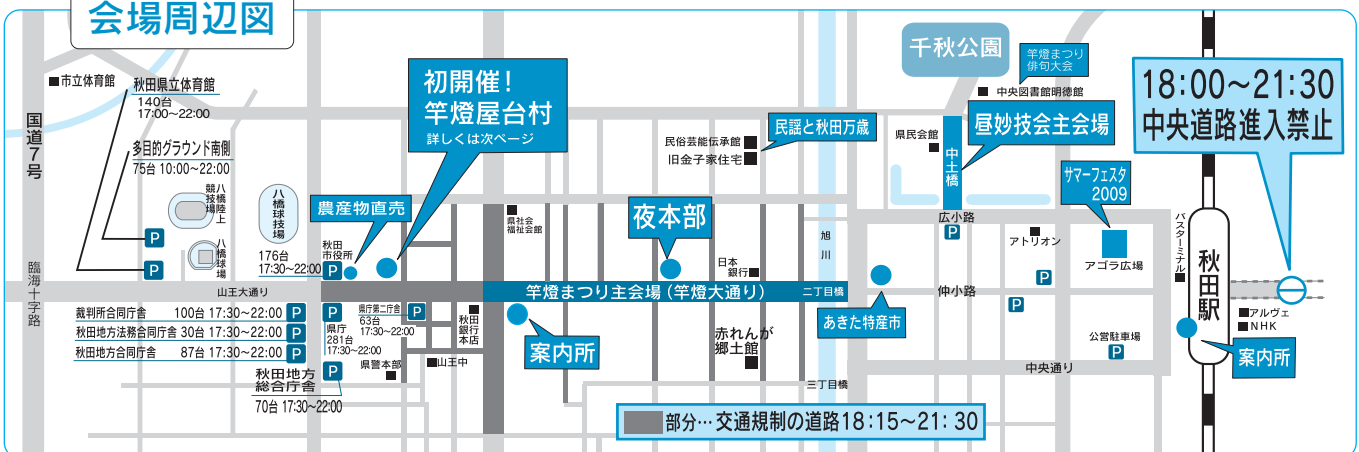 会場周辺図
国道7号
臨海十字路
■市立体育館
秋田県立体育館
140台
17:00～22:00
多目的グラウンド南側
75台 10:00～22:00
八橋陸上
競技場
八橋球場
八橋球技場
農産物直売
初開催!
竿燈屋台村
詳しくは次ページ
秋田
市役所
176台
17:30～22:00
P
P
P
山王大通り
裁判所合同庁舎 100台 17:30～22:00 P
秋田地方法務合同庁舎 30台 17:30～22:00 P
秋田地方合同庁舎 87台 17:30～22:00 P
P
県庁
281台
17:30～22:00
県庁第二庁舎
63台
17:30～22:00
P
秋田地方
総合庁舎
P
70台 17:30～22:00
県警本部
■山王中
秋田
銀行
本店
県社会
福祉会館
竿燈まつり主会場(竿燈大通り)
案内所
夜本部
日本
銀行■
民俗芸能伝承館■
旧金子家住宅■
民謡と秋田万歳
赤れんが
郷土館
旭川
二丁目橋
三丁目橋
千秋公園
竿燈まつり
俳句大会
■ 中央図書館明徳館
県民会館
中土橋
昼妙技会主会場
広小路
P
アトリオン
サマーフェスタ
2009
アゴラ広場
あきた特産市
仲小路
P
P
公営駐車場
P
中央通り
バスターミナル■
秋田駅
案内所
■アルヴェ
■NHK
18:00～21:30
中央道路進入禁止
部分…交通規制の道路18:15～21:30